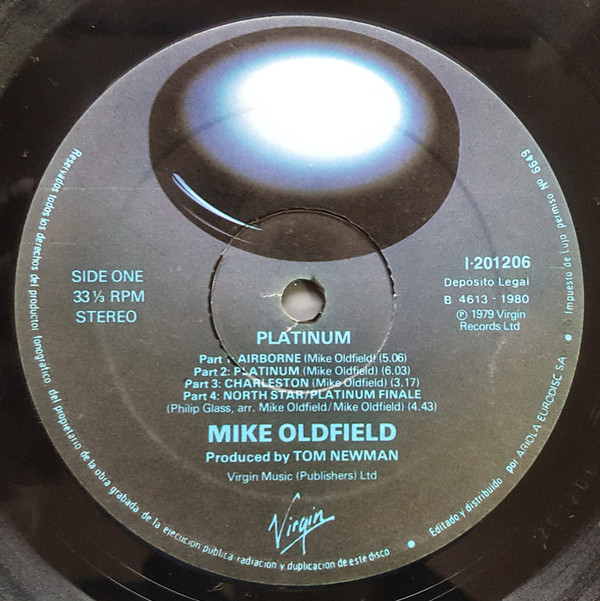 SIDE ONE
33 ⅓ RPM
STEREO
I-201206
Depósito Legal
B 4613 - 1980
Ⓟ 1979 Virgin
Records Ltd
PLATINUM
Part 1: AIRBORNE (Mike Oldfield) (5.06)
Part 2: PLATINUM (Mike Oldfield) (6.03)
Part 3: CHARLESTON (Mike Oldfield) (3.17)
Part 4: NORTH STAR/PLATINUM FINALE
(Philip Glass, arr. Mike Oldfield/Mike Oldfield) (4.43)
MIKE OLDFIELD
Produced by TOM NEWMAN
Virgin Music (Publishers) Ltd
Virgin
Reservados todos los derechos del productor fonográfico, del propietario de la obra grabada, de la ejecución pública, radiación y duplicación de este disco •
Editado y distribuido por ARIOLA EURODISC SA • Impuesto de Lujo permiso Nº 6649